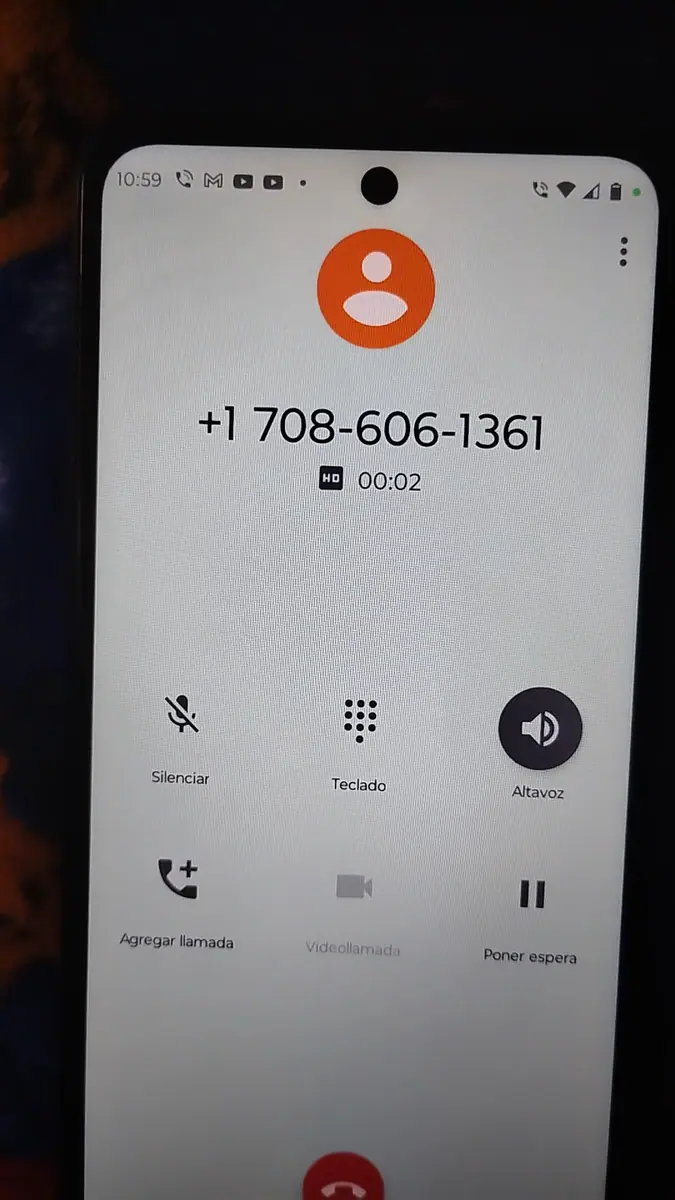 10:59
+1 708-606-1361
HD 00:02
Silenciar
Teclado
Altavoz
Agregar llamada
Videollamada
Poner espera